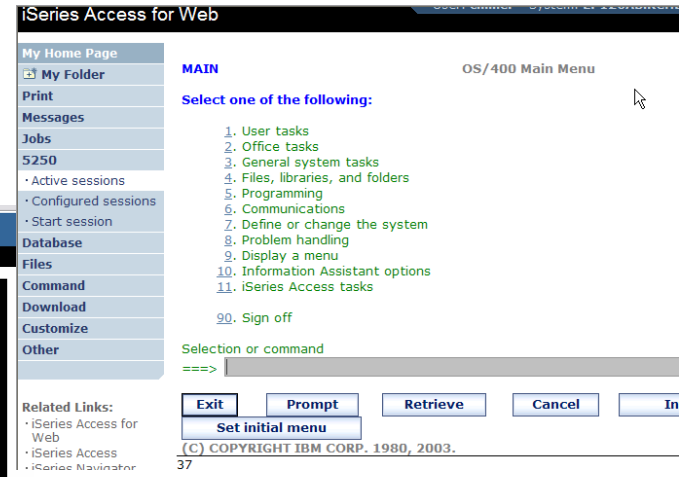 iSeries Access for Web
My Home Page
My Folder
Print
Messages
Jobs
5250
· Active sessions
· Configured sessions
· Start session
Database
Files
Command
Download
Customize
Other
Related Links:
· iSeries Access for
Web
· iSeries Access
· iSeries Navigator
MAIN OS/400 Main Menu
Select one of the following:
1. User tasks
2. Office tasks
3. General system tasks
4. Files, libraries, and folders
5. Programming
6. Communications
7. Define or change the system
8. Problem handling
9. Display a menu
10. Information Assistant options
11. iSeries Access tasks
90. Sign off
Selection or command
===>
Exit Prompt Retrieve Cancel In
Set initial menu
(C) COPYRIGHT IBM CORP. 1980, 2003.
37